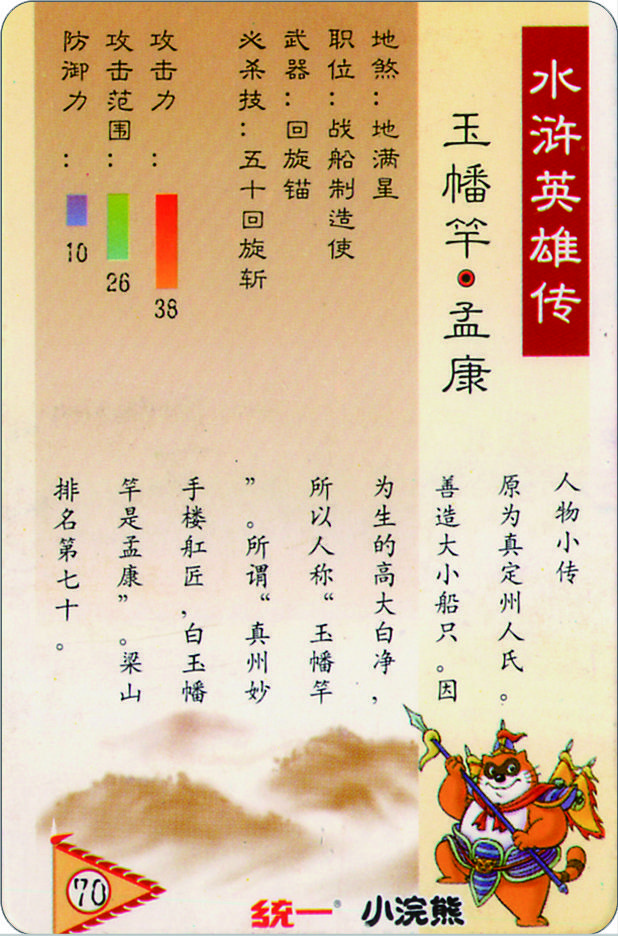 水浒英雄传
玉幡竿·孟康
地煞：地满星
职位：战船制造使
武器：回旋锚
必杀技：五十回旋斩
攻击力：
38
攻击范围：
26
防御力：
10
人物小传
原为真定州人氏。
善造大小船只。因
为生的高大白净，
所以人称“玉幡竿
”。所谓“真州妙
手楼舡匠，白玉幡
竿是孟康”。梁山
排名第七十。
70
统一® 小浣熊